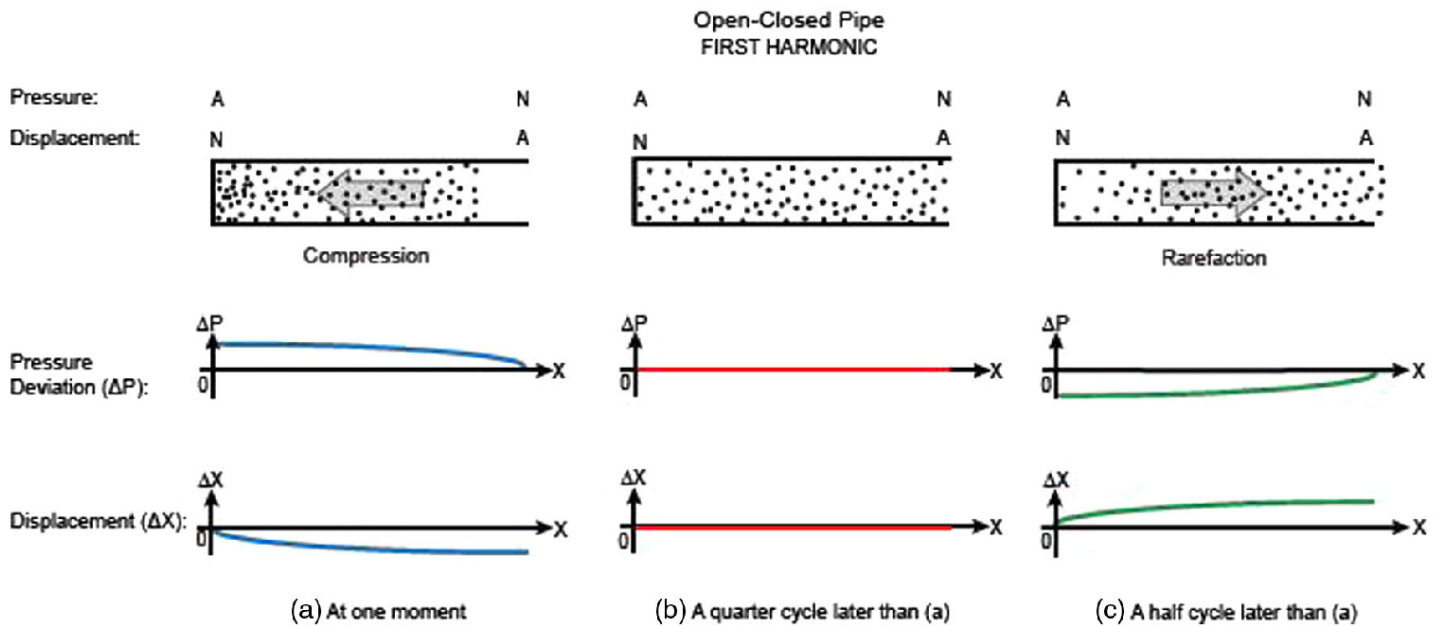 Open-Closed Pipe
FIRST HARMONIC
Pressure: A N A N A N
Displacement: N A N A N A
Compression Rarefaction
ΔP ΔP ΔP
Pressure
Deviation (ΔP):
0 X 0 X 0 X
ΔX ΔX ΔX
Displacement (ΔX):
0 X 0 X 0 X
(a) At one moment (b) A quarter cycle later than (a) (c) A half cycle later than (a)